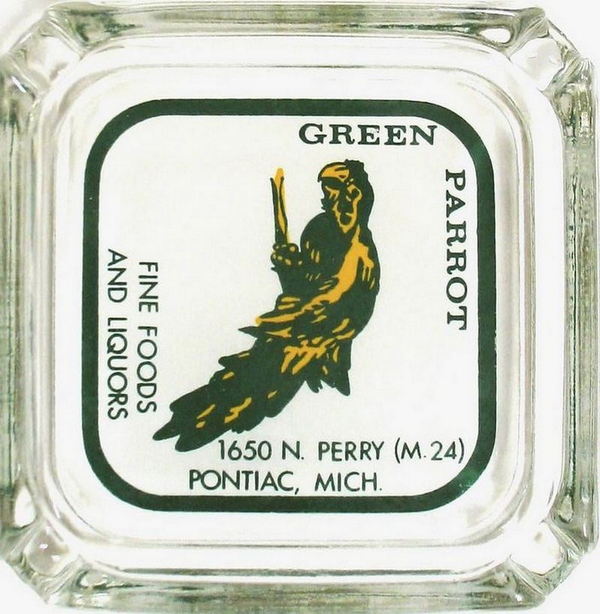 GREEN
PARROT
FINE FOODS
AND LIQUORS
1650 N. PERRY (M.24)
PONTIAC, MICH.